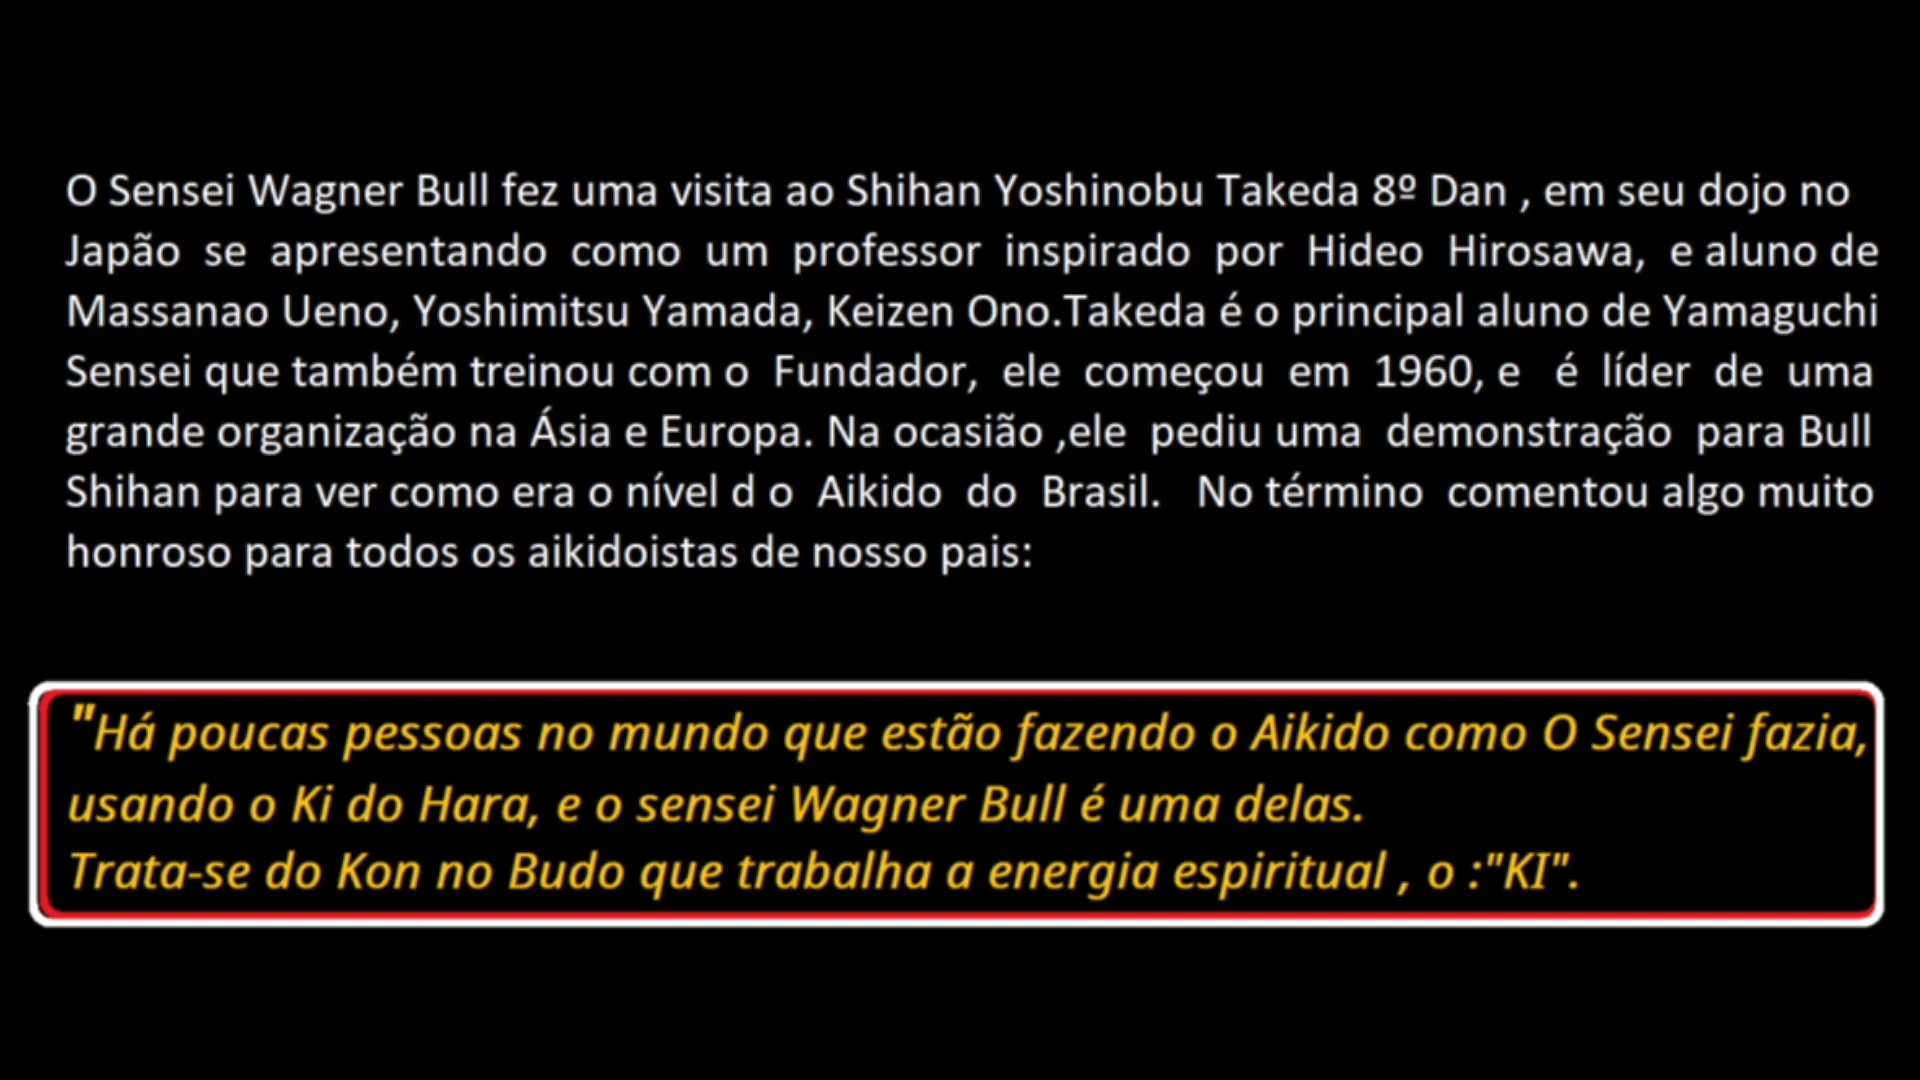 O Sensei Wagner Bull fez uma visita ao Shihan Yoshinobu Takeda 8º Dan , em seu dojo no
Japão se apresentando como um professor inspirado por Hideo Hirosawa, e aluno de
Massanao Ueno, Yoshimitsu Yamada, Keizen Ono.Takeda é o principal aluno de Yamaguchi
Sensei que também treinou com o Fundador, ele começou em 1960, e é líder de uma
grande organização na Ásia e Europa. Na ocasião ,ele pediu uma demonstração para Bull
Shihan para ver como era o nível d o Aikido do Brasil. No término comentou algo muito
honroso para todos os aikidoistas de nosso pais:
"Há poucas pessoas no mundo que estão fazendo o Aikido como O Sensei fazia,
usando o Ki do Hara, e o sensei Wagner Bull é uma delas.
Trata-se do Kon no Budo que trabalha a energia espiritual , o :"KI".